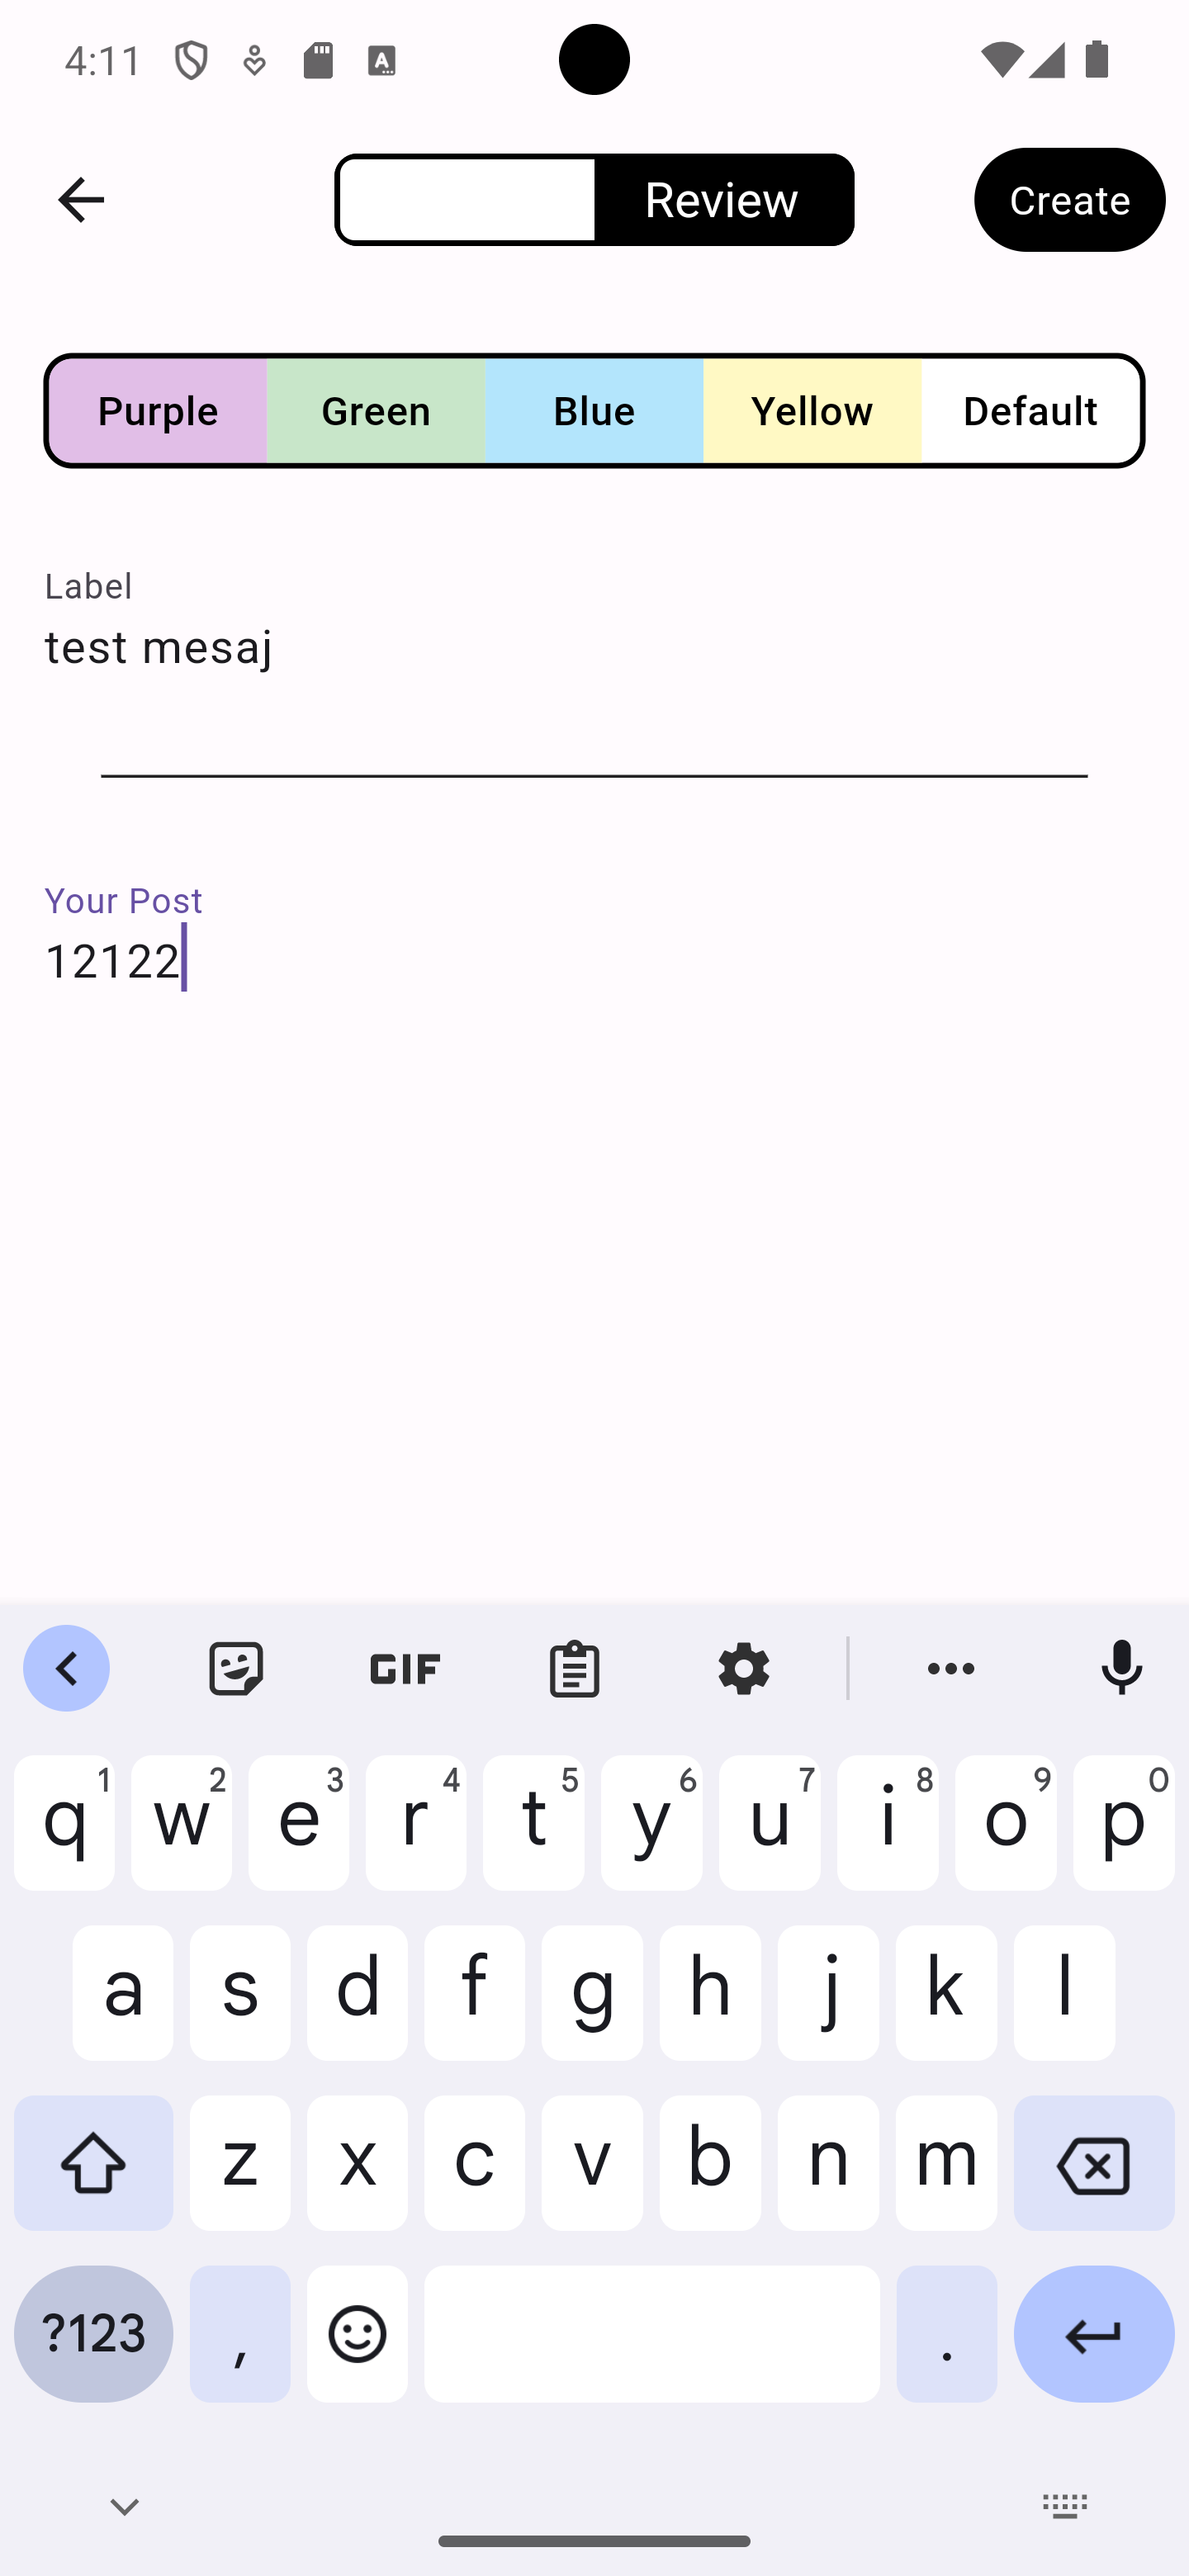 4:11
Review
Create
Purple Green Blue Yellow Default
Label
test mesaj
Your Post
12122
GIF
q1 w2 e3 r4 t5 y6 u7 i8 o9 p0
a s d f g h j k l
z x c v b n m
?123 , .